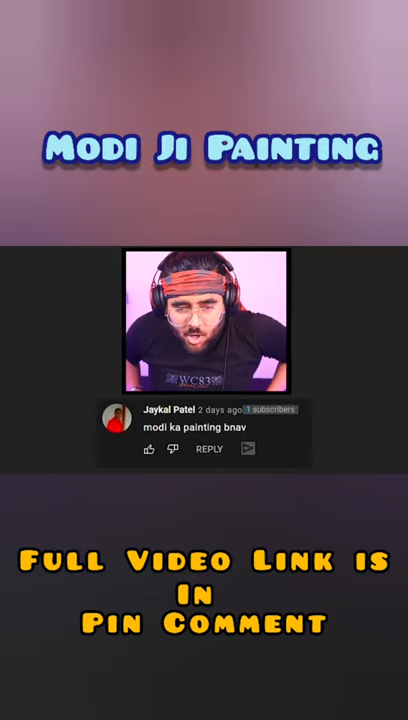 Modi Ji Painting
WC83
Jaykal Patel 2 days ago 1 subscribers
modi ka painting bnav
REPLY
Full Video Link is
In
Pin Comment